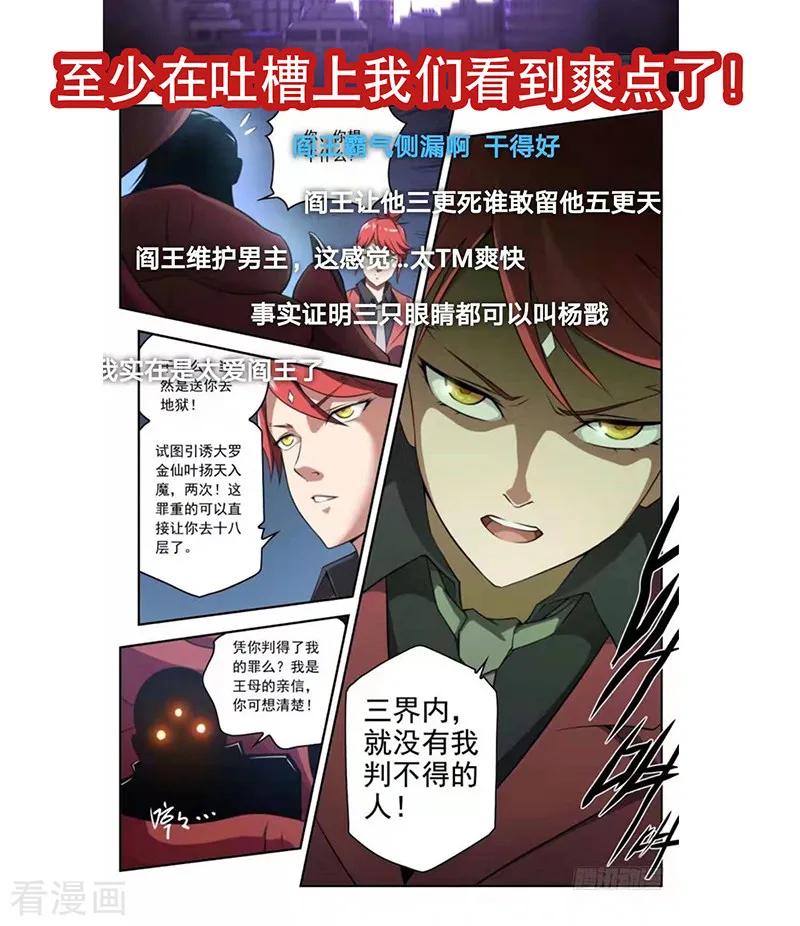 至少在吐槽上我们看到爽点了!
阎王霸气侧漏啊 干得好
阎王让他三更死谁敢留他五更天
阎王维护男主，这感觉...太TM爽快
事实证明三只眼睛都可以叫杨戬
我实在是太爱阎王了
然是送你去
地狱！
试图引诱大罗
金仙叶扬天入
魔，两次！这
罪重的可以直
接让你去十八
层了。
凭你判得了我
的罪么？我是
王母的亲信，
你可想清楚！
哼々…
三界内，
就没有我
判不得的
人！
看漫画